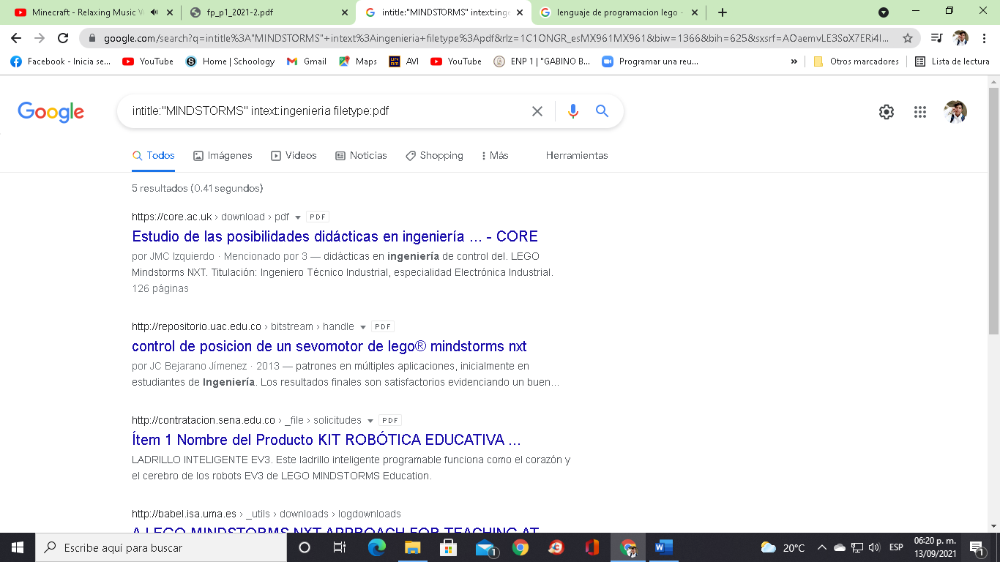 Minecraft - Relaxing Music
fp_p1_2021-2.pdf
intitle:"MINDSTORMS" intext:inge
lenguaje de programacion lego -
google.com/search?q=intitle%3A"MINDSTORMS"+intext%3Aingenieria+filetype%3Apdf&rlz=1C1ONGR_esMX961MX961&biw=1366&bih=625&sxsrf=AOaemvLE3SoX7ERi4I...
Facebook - Inicia se...
YouTube
Home | Schoology
Gmail
Maps
AVI
YouTube
ENP 1 | "GABINO B...
Programar una reu...
»
Otros marcadores
Lista de lectura
Google
intitle:"MINDSTORMS" intext:ingenieria filetype:pdf
Todos
Imágenes
Videos
Noticias
Shopping
Más
Herramientas
5 resultados (0.41 segundos)
https://core.ac.uk › download › pdf PDF
Estudio de las posibilidades didácticas en ingeniería ... - CORE
por JMC Izquierdo · Mencionado por 3 — didácticas en ingeniería de control del. LEGO
Mindstorms NXT. Titulación: Ingeniero Técnico Industrial, especialidad Electrónica Industrial.
126 páginas
http://repositorio.uac.edu.co › bitstream › handle PDF
control de posicion de un sevomotor de lego® mindstorms nxt
por JC Bejarano Jímenez · 2013 — patrones en múltiples aplicaciones, inicialmente en
estudiantes de Ingeniería. Los resultados finales son satisfactorios evidenciando un buen...
http://contratacion.sena.edu.co › _file › solicitudes PDF
Ítem 1 Nombre del Producto KIT ROBÓTICA EDUCATIVA ...
LADRILLO INTELIGENTE EV3. Este ladrillo inteligente programable funciona como el corazón y
el cerebro de los robots EV3 de LEGO MINDSTORMS Education.
http://babel.isa.uma.es › _utils › downloads › logdownloads
A LEGO MINDSTORMS NXT APPROACH FOR TEACHING AT
Escribe aquí para buscar
1
20°C
ESP
06:20 p. m.
13/09/2021
1